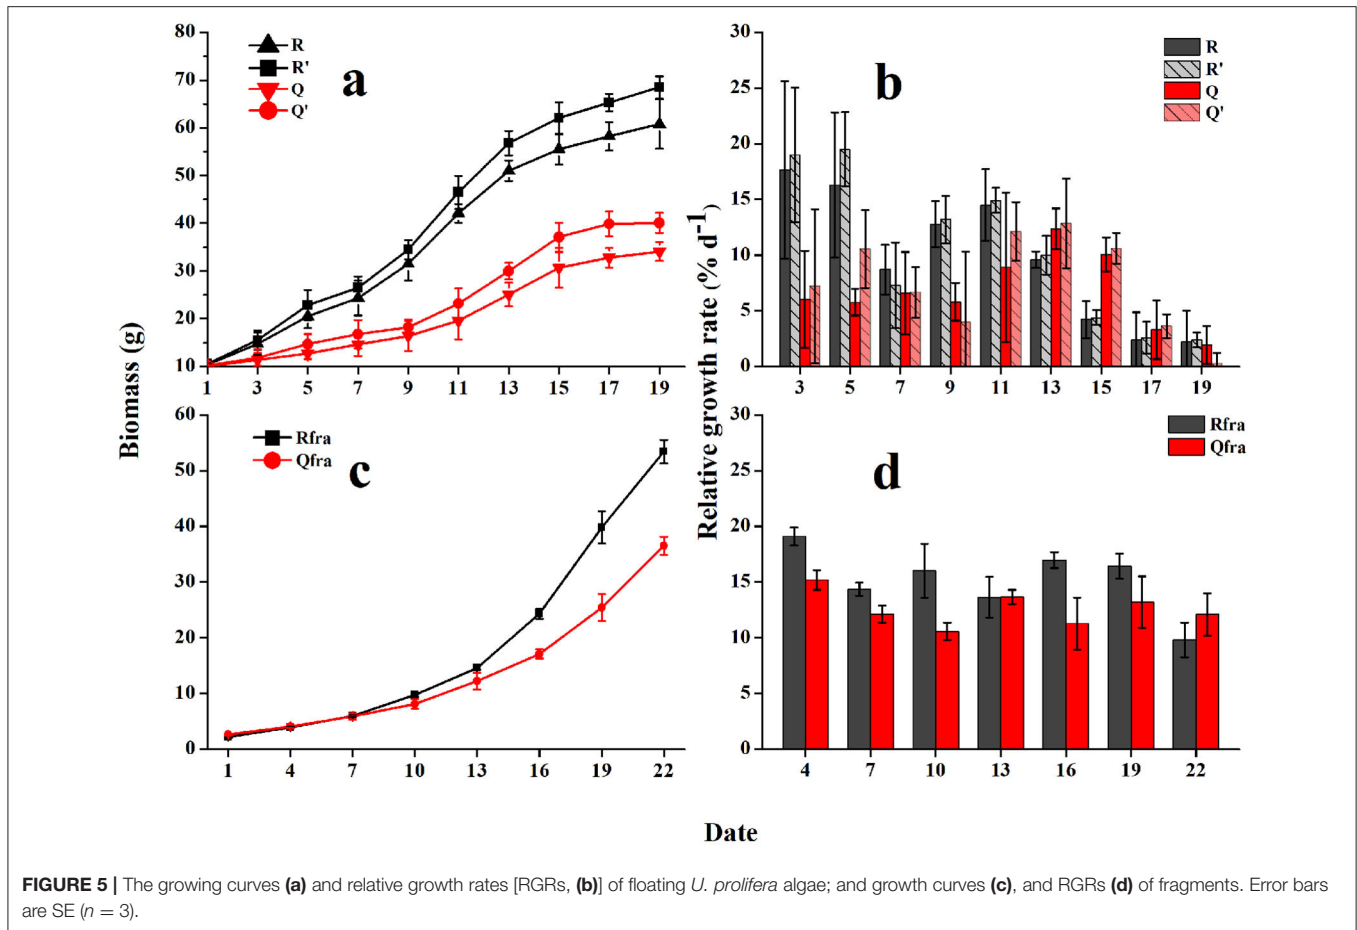 80
70
60
50
40
30
20
10
R
R'
Q
Q'
a
1 3 5 7 9 11 13 15 17 19
30
25
20
15
10
5
0
b
R
R'
Q
Q'
3 5 7 9 11 13 15 17 19
Biomass (g)
Relative growth rate (% d⁻¹)
60
50
40
30
20
10
0
Rfra
Qfra
c
1 4 7 10 13 16 19 22
30
25
20
15
10
5
0
d
Rfra
Qfra
4 7 10 13 16 19 22
Date
FIGURE 5 | The growing curves (a) and relative growth rates [RGRs, (b)] of floating U. prolifera algae; and growth curves (c), and RGRs (d) of fragments. Error bars
are SE (n = 3).